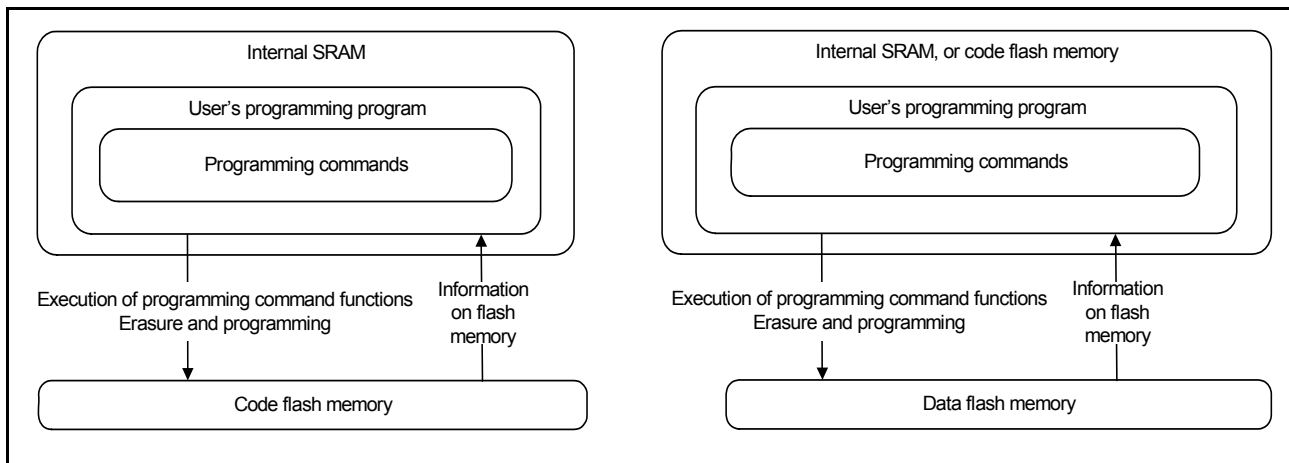 Internal SRAM
User's programming program
Programming commands
Execution of programming command functions
Erasure and programming
Information
on flash
memory
Code flash memory
Internal SRAM, or code flash memory
User's programming program
Programming commands
Execution of programming command functions
Erasure and programming
Information
on flash
memory
Data flash memory